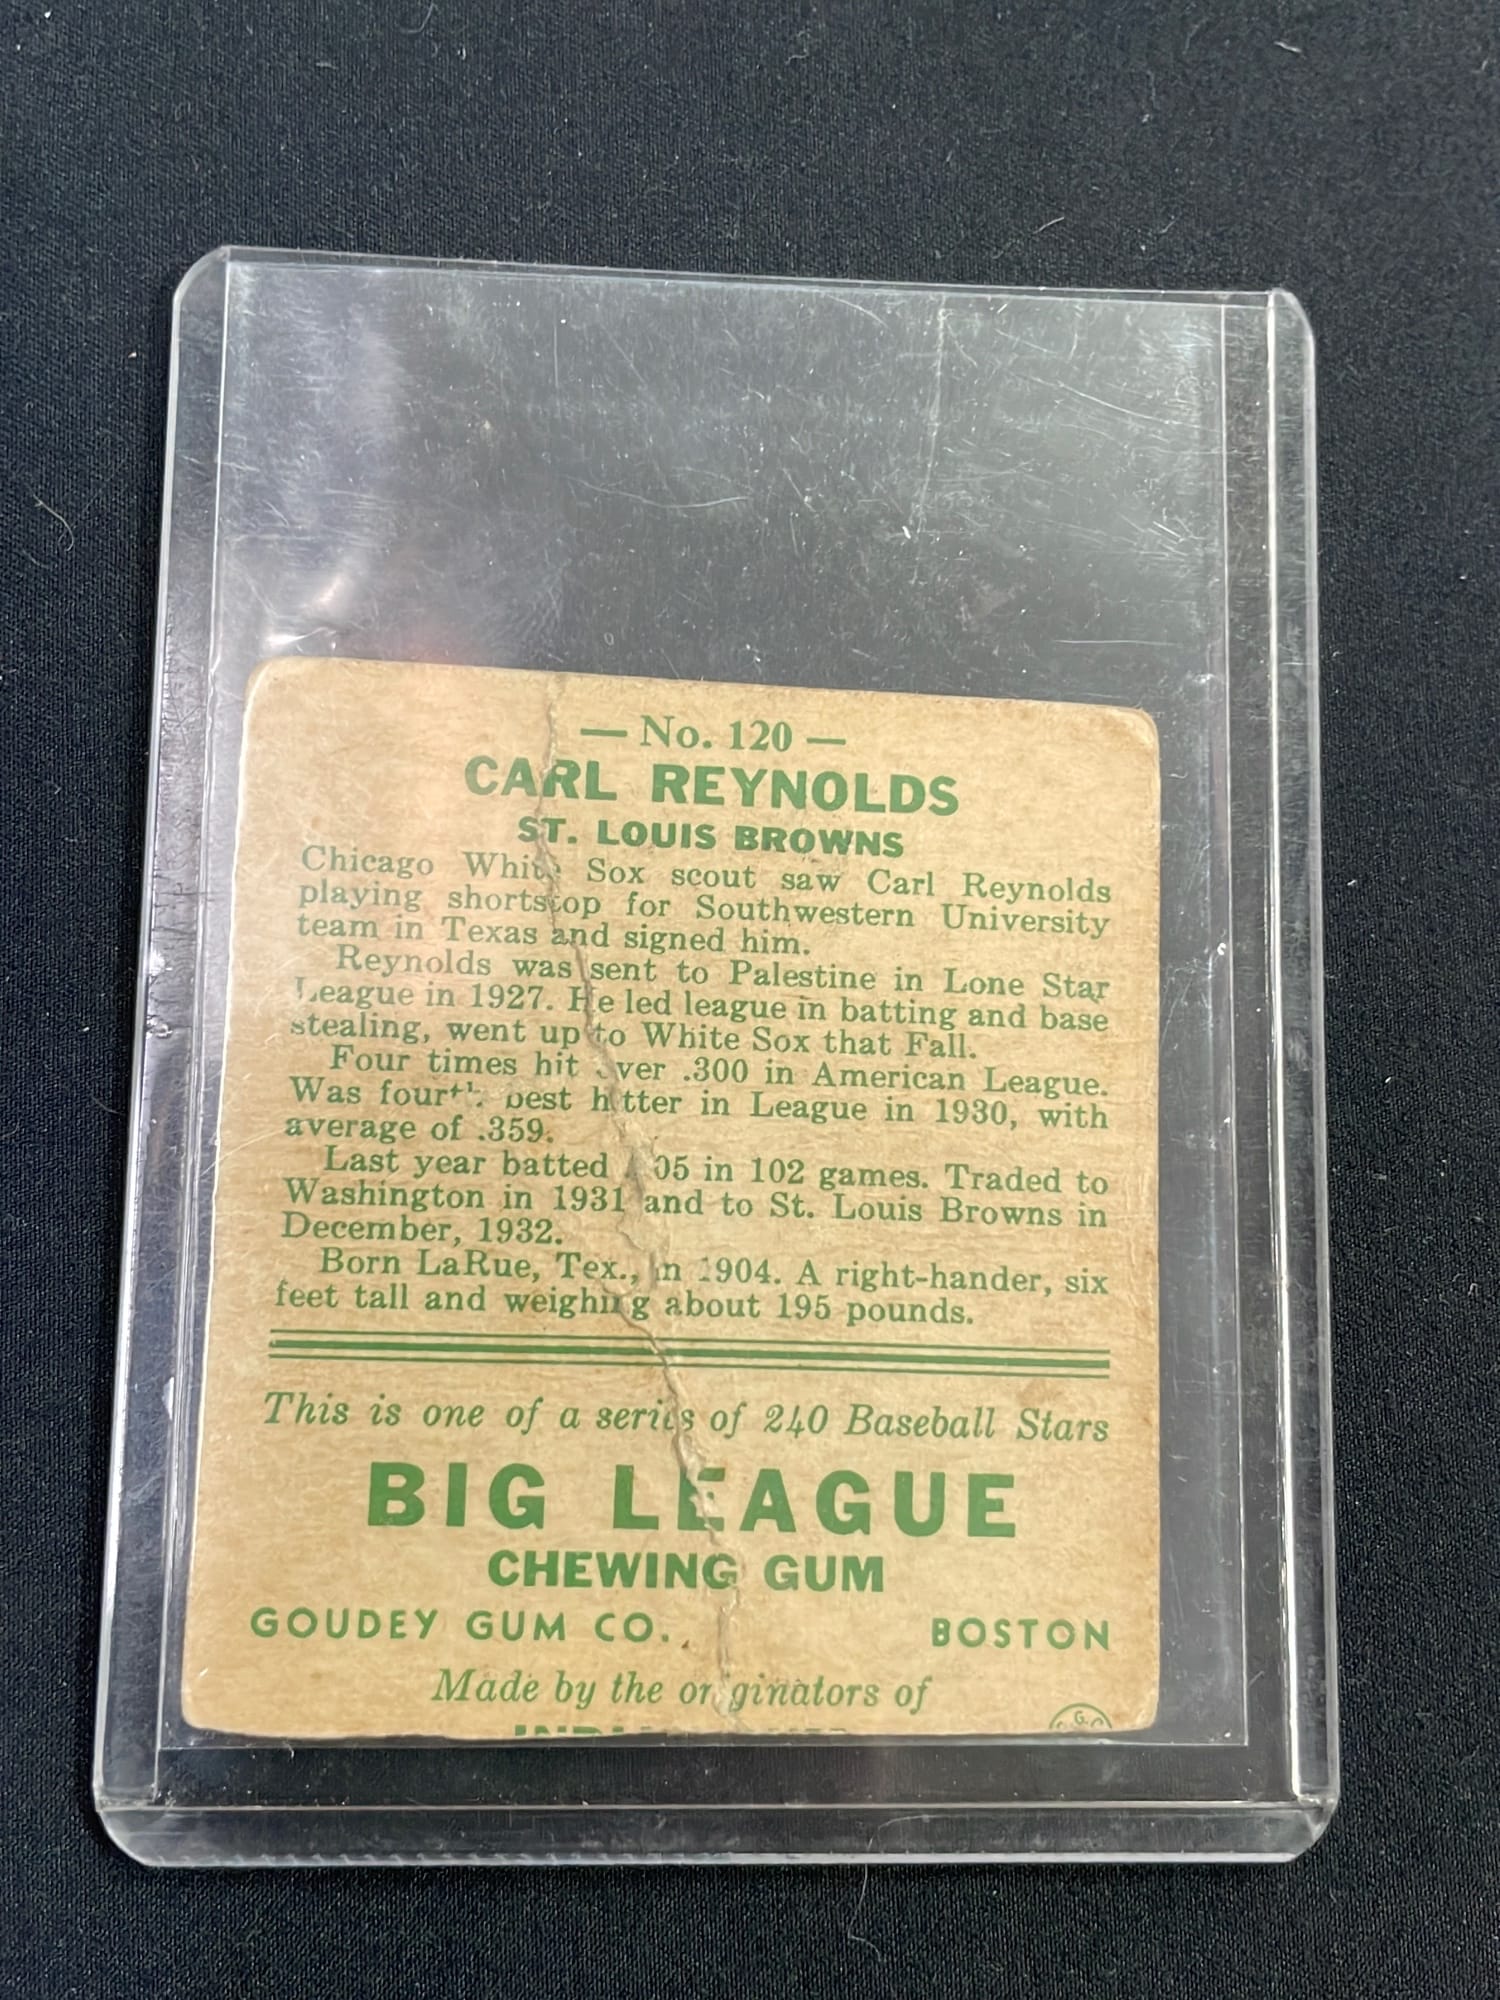 — No. 120 —
CARL REYNOLDS
ST. LOUIS BROWNS
Chicago White Sox scout saw Carl Reynolds
playing shortstop for Southwestern University
team in Texas and signed him.
Reynolds was sent to Palestine in Lone Star
League in 1927. He led league in batting and base
stealing, went up to White Sox that Fall.
Four times hit over .300 in American League.
Was fourth best hitter in League in 1930, with
average of .359.
Last year batted 05 in 102 games. Traded to
Washington in 1931 and to St. Louis Browns in
December, 1932.
Born LaRue, Tex., in 1904. A right-hander, six
feet tall and weighing about 195 pounds.
This is one of a series of 240 Baseball Stars
BIG LEAGUE
CHEWING GUM
GOUDEY GUM CO. BOSTON
Made by the originators of